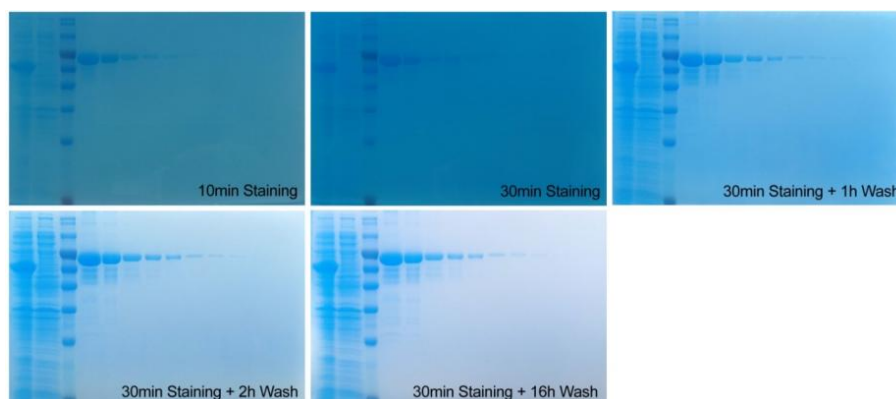 10min Staining
30min Staining
30min Staining + 1h Wash
30min Staining + 2h Wash
30min Staining + 16h Wash